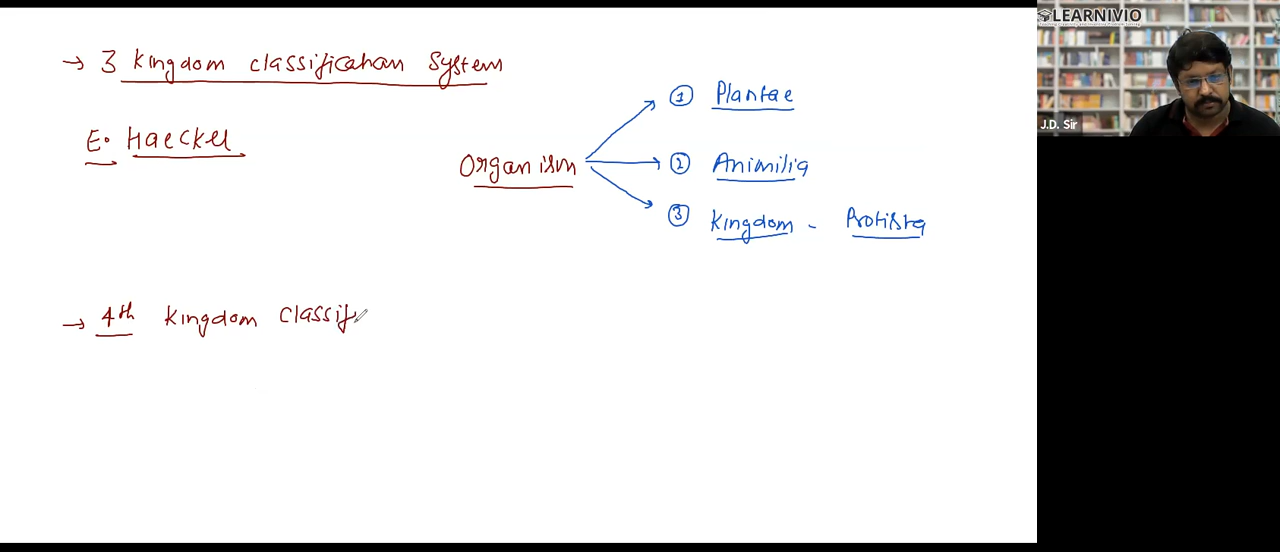 → 3 Kingdom classification System
E. Haeckel
Organism
① Plantae
② Animilia
③ Kingdom - Protista
→ 4th Kingdom Classif
LEARNIVIO
J.D. Sir